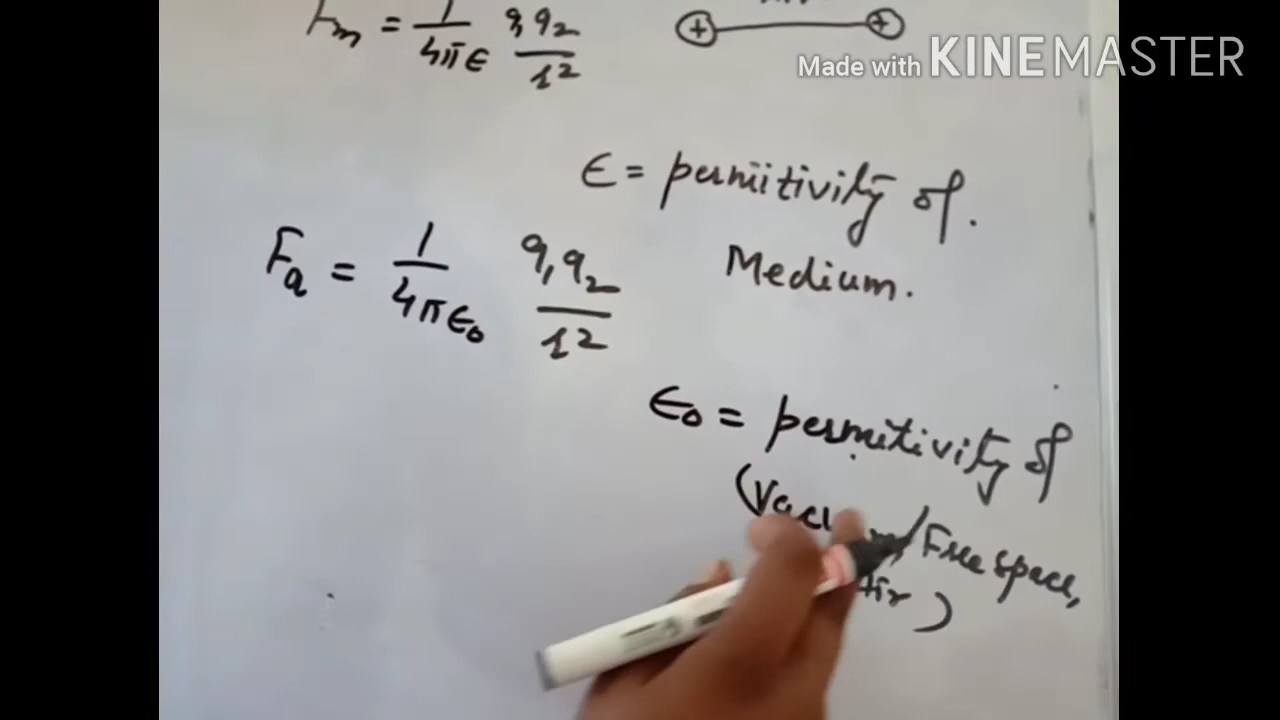 Fm = 1/4πϵ q1q2/r²
Made with KINEMASTER
ϵ = permitivity of.
Medium.
Fa = 1/4πϵ0 q1q2/r²
ϵ0 = permitivity of
(Free space,
Air)